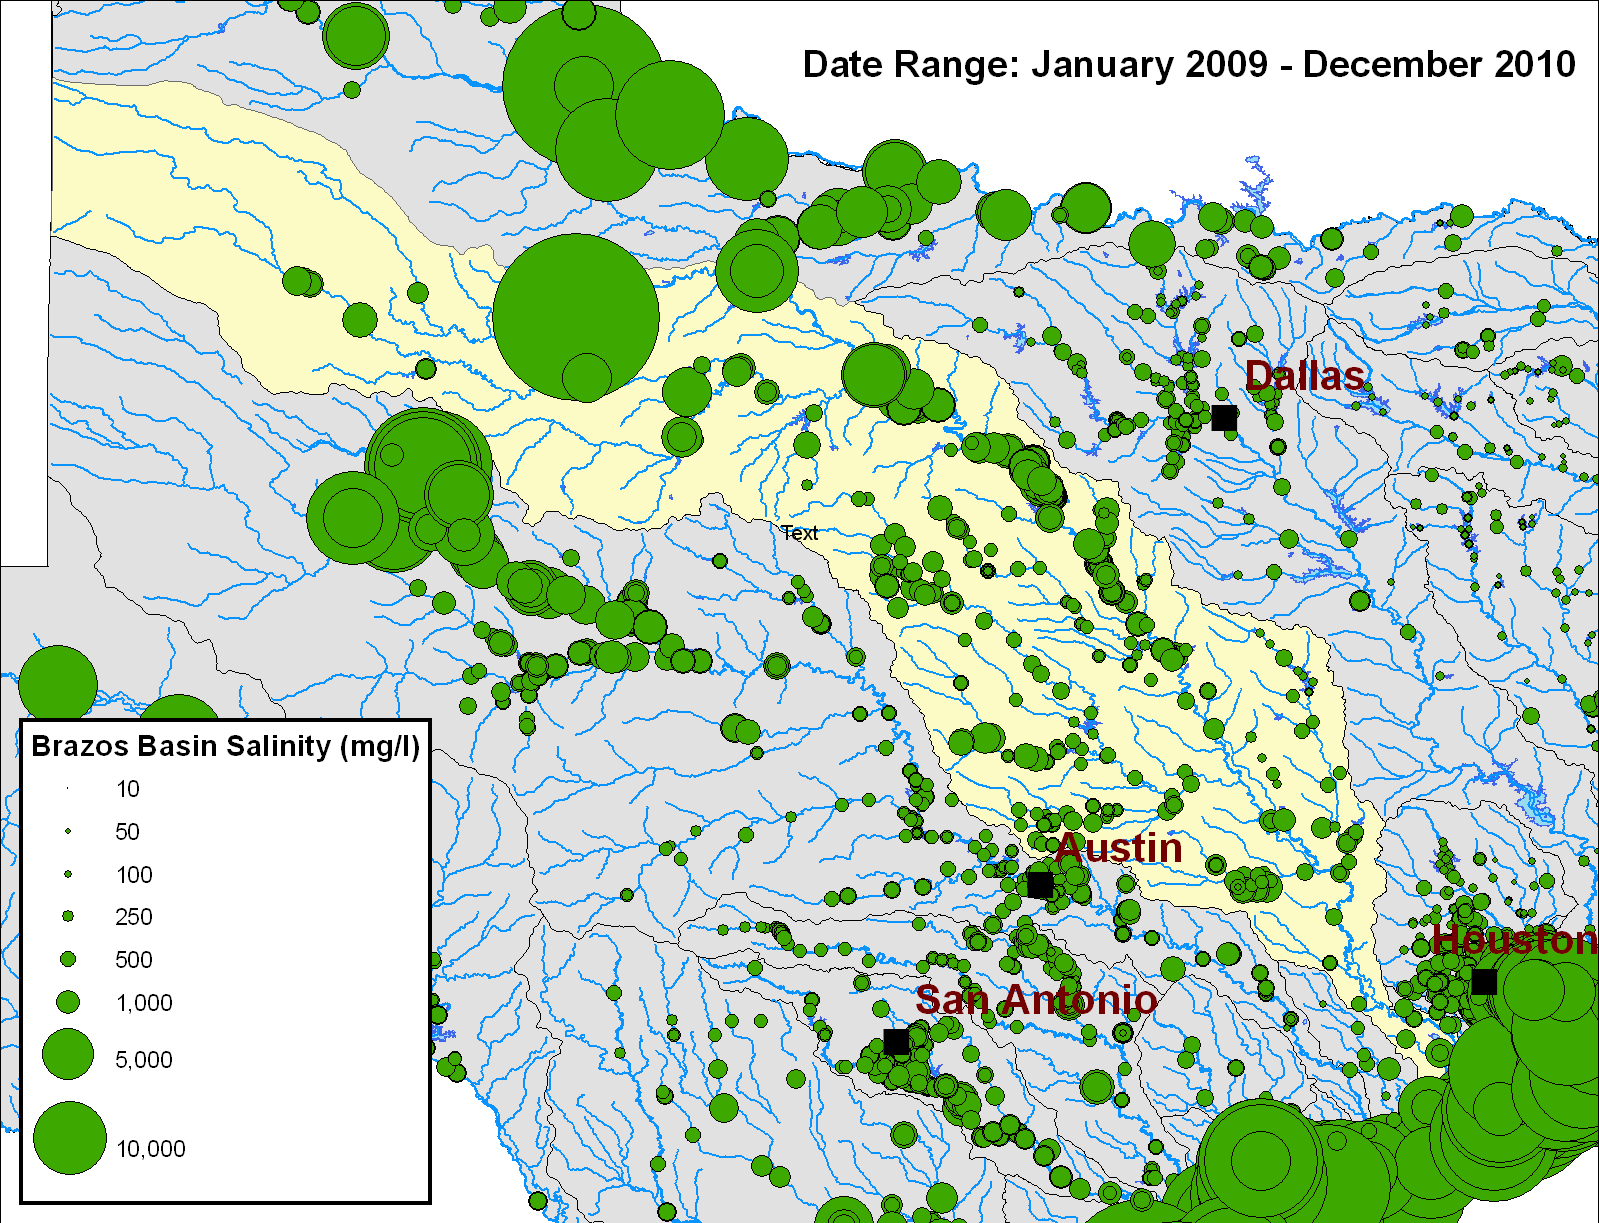 Date Range: January 2009 - December 2010
Dallas
Text
Brazos Basin Salinity (mg/l)
10
50
100
250
500
1,000
5,000
10,000
Austin
Houston
San Antonio